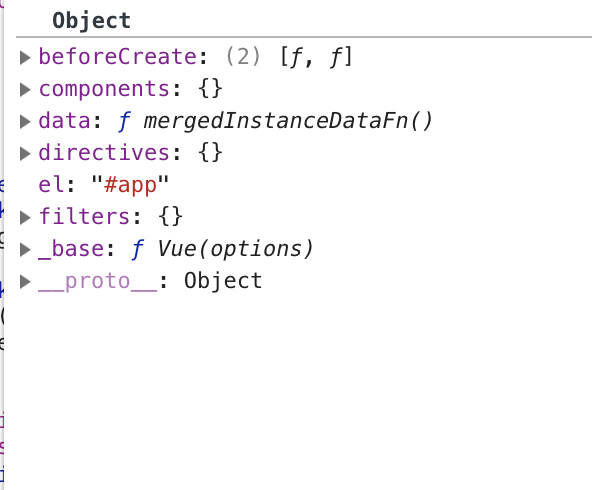 Object
beforeCreate: (2) [ƒ, ƒ]
components: {}
data: ƒ mergedInstanceDataFn()
directives: {}
el: "#app"
filters: {}
_base: ƒ Vue(options)
__proto__: Object